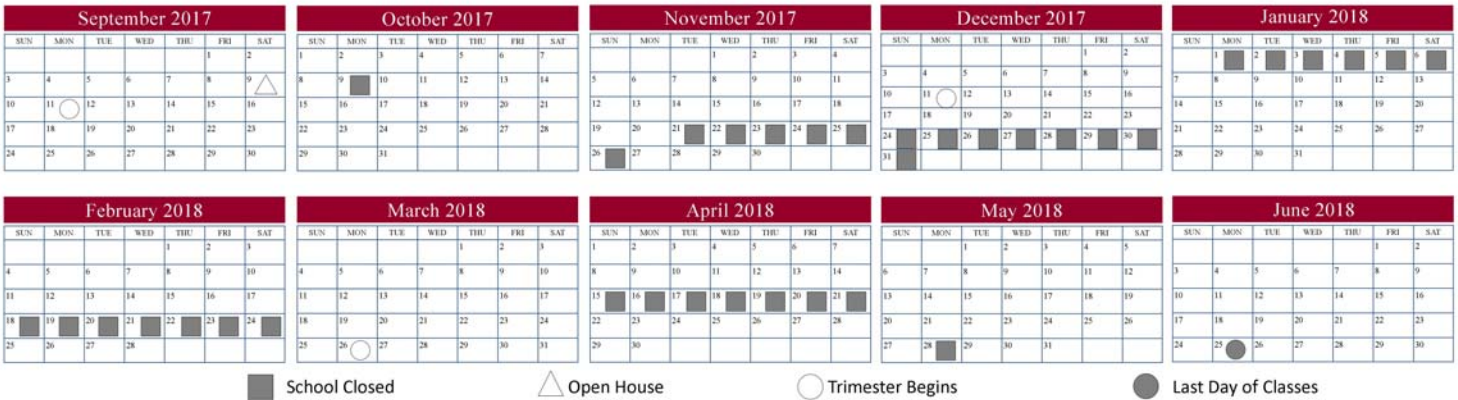 September 2017
SUN MON TUE WED THU FRI SAT
1 2
3 4 5 6 7 8 9
10 11 12 13 14 15 16
17 18 19 20 21 22 23
24 25 26 27 28 29 30
October 2017
SUN MON TUE WED THU FRI SAT
1 2 3 4 5 6 7
8 9 10 11 12 13 14
15 16 17 18 19 20 21
22 23 24 25 26 27 28
29 30 31
November 2017
SUN MON TUE WED THU FRI SAT
1 2 3 4
5 6 7 8 9 10 11
12 13 14 15 16 17 18
19 20 21 22 23 24 25
26 27 28 29 30
December 2017
SUN MON TUE WED THU FRI SAT
1 2
3 4 5 6 7 8 9
10 11 12 13 14 15 16
17 18 19 20 21 22 23
24 25 26 27 28 29 30
31
January 2018
SUN MON TUE WED THU FRI SAT
1 2 3 4 5 6
7 8 9 10 11 12 13
14 15 16 17 18 19 20
21 22 23 24 25 26 27
28 29 30 31
February 2018
SUN MON TUE WED THU FRI SAT
1 2 3
4 5 6 7 8 9 10
11 12 13 14 15 16 17
18 19 20 21 22 23 24
25 26 27 28
March 2018
SUN MON TUE WED THU FRI SAT
1 2 3
4 5 6 7 8 9 10
11 12 13 14 15 16 17
18 19 20 21 22 23 24
25 26 27 28 29 30 31
April 2018
SUN MON TUE WED THU FRI SAT
1 2 3 4 5 6 7
8 9 10 11 12 13 14
15 16 17 18 19 20 21
22 23 24 25 26 27 28
29 30
May 2018
SUN MON TUE WED THU FRI SAT
1 2 3 4 5
6 7 8 9 10 11 12
13 14 15 16 17 18 19
20 21 22 23 24 25 26
27 28 29 30 31
June 2018
SUN MON TUE WED THU FRI SAT
1 2
3 4 5 6 7 8 9
10 11 12 13 14 15 16
17 18 19 20 21 22 23
24 25 26 27 28 29 30
School Closed Open House Trimester Begins Last Day of Classes